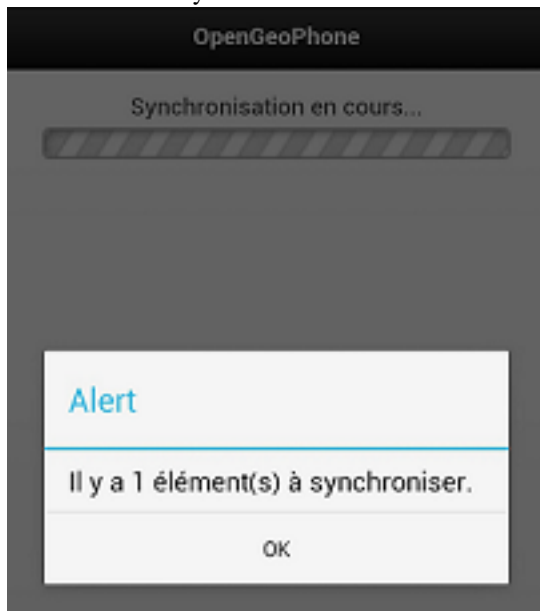 OpenGeoPhone
Synchronisation en cours...
Alert
Il y a 1 élément(s) à synchroniser.
OK